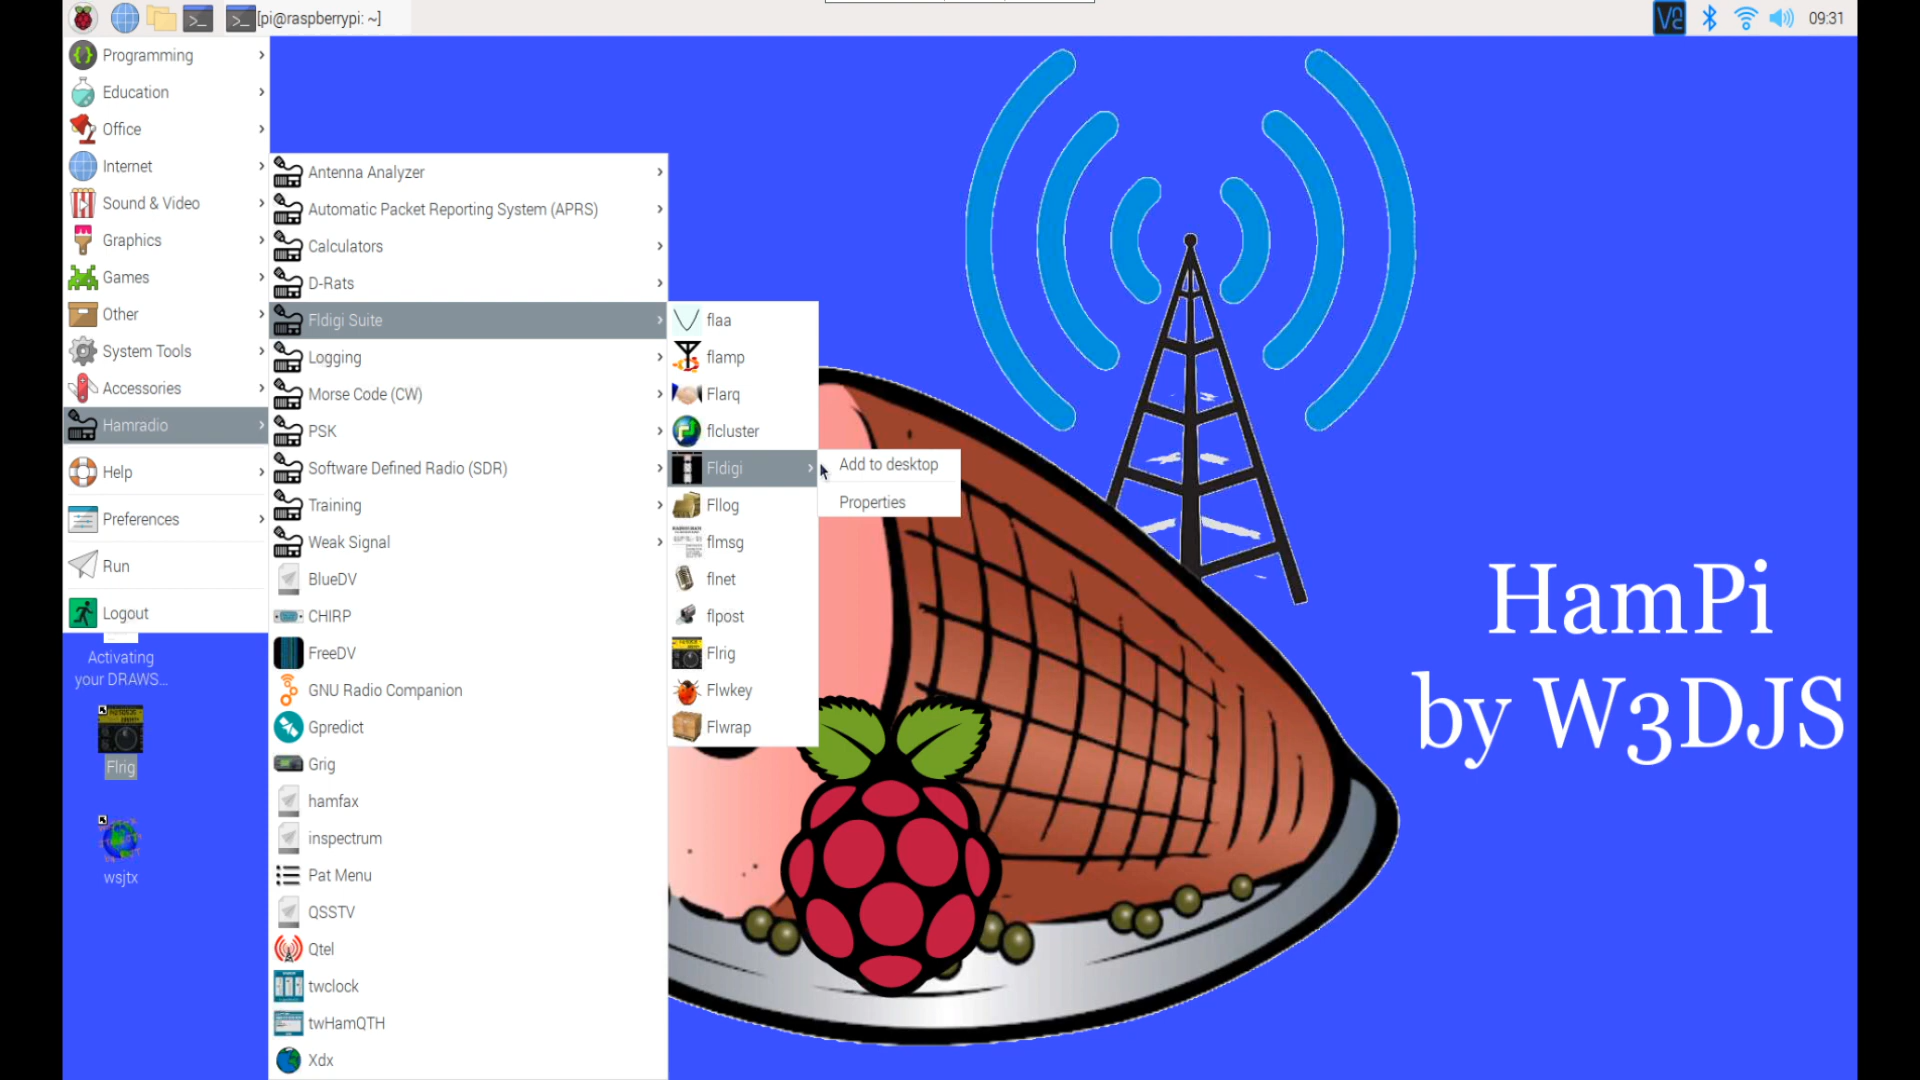 [pi@raspberrypi: ~]
09:31
Programming
Education
Office
Internet
Sound & Video
Graphics
Games
Other
System Tools
Accessories
Hamradio
Help
Preferences
Run
Logout
Antenna Analyzer
Automatic Packet Reporting System (APRS)
Calculators
D-Rats
Fldigi Suite
Logging
Morse Code (CW)
PSK
Software Defined Radio (SDR)
Training
Weak Signal
BlueDV
CHIRP
FreeDV
GNU Radio Companion
Gpredict
Grig
hamfax
inspectrum
Pat Menu
QSSTV
Qtel
twclock
twHamQTH
Xdx
flaa
flamp
Flarq
flcluster
Fldigi
Fllog
flmsg
flnet
flpost
Flrig
Flwkey
Flwrap
Add to desktop
Properties
Activating
your DRAWS...
Flrig
wsjtx
HamPi
by W3DJS